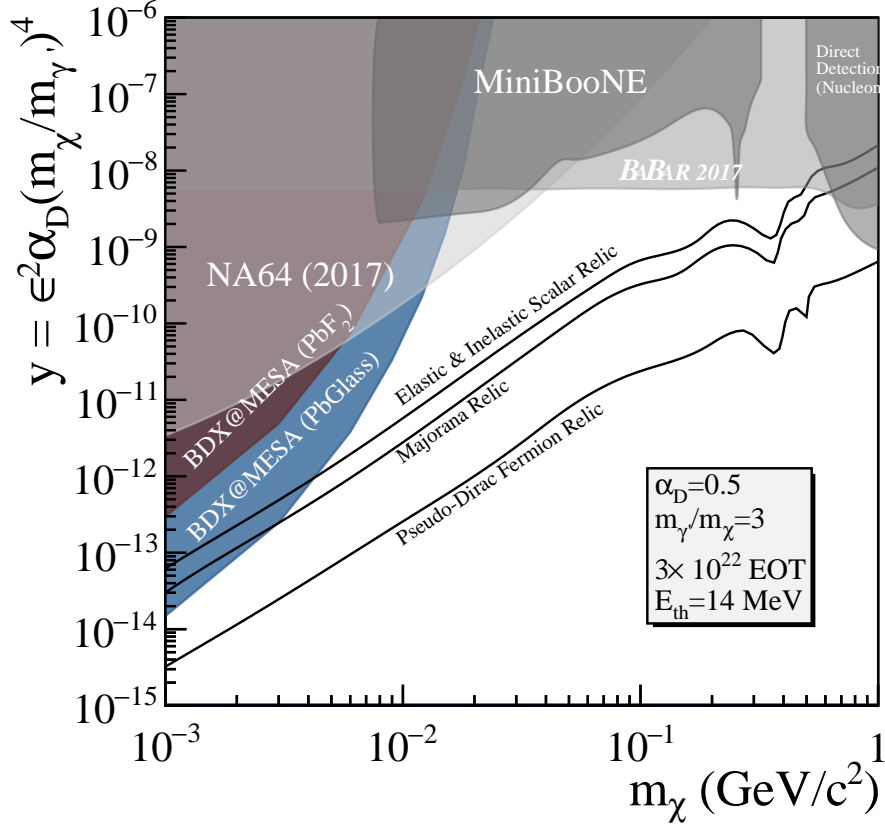 y = ϵ²α_D(m_χ/m_γ')⁴
10⁻⁶
10⁻⁷
10⁻⁸
10⁻⁹
10⁻¹⁰
10⁻¹¹
10⁻¹²
10⁻¹³
10⁻¹⁴
10⁻¹⁵
MiniBooNE
Direct
Detection
(Nucleon
BABAR 2017
NA64 (2017)
BDX@MESA (PbF₂)
BDX@MESA (PbGlass)
Elastic & Inelastic Scalar Relic
Majorana Relic
Pseudo-Dirac Fermion Relic
α_D=0.5
m_γ'/m_χ=3
3× 10²² EOT
E_th=14 MeV
10⁻³
10⁻²
10⁻¹
1
m_χ (GeV/c²)